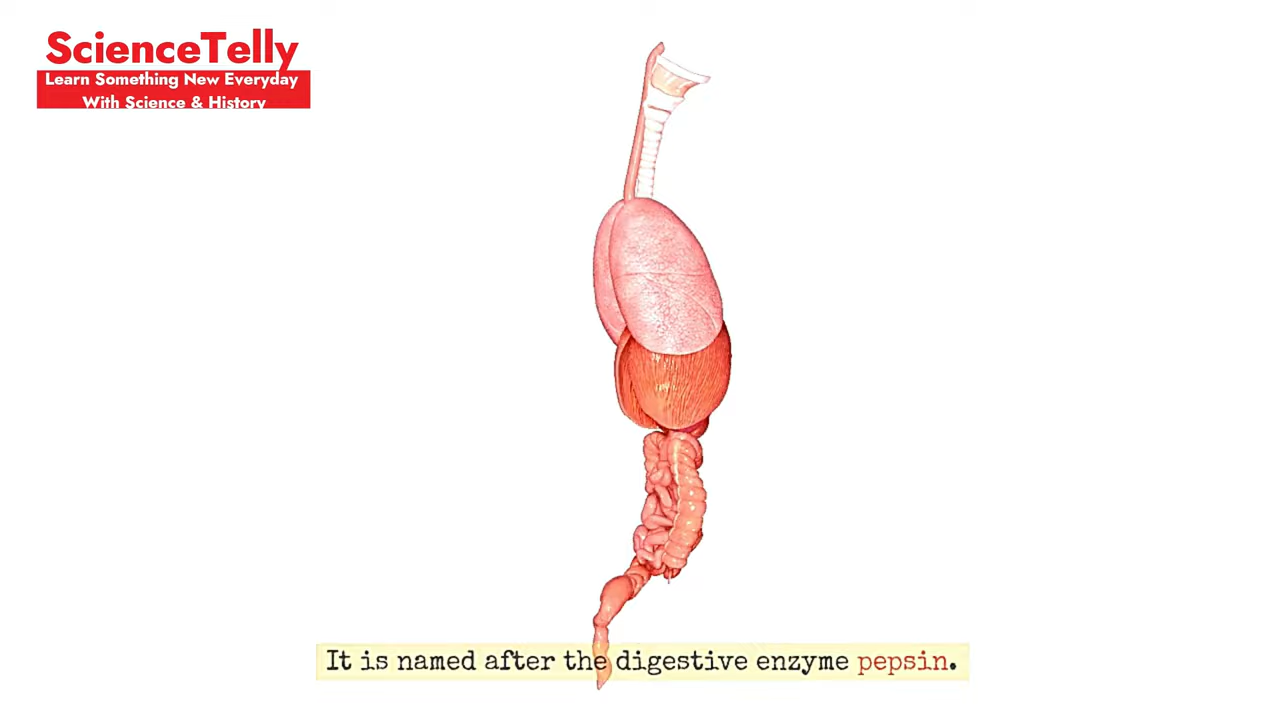 ScienceTelly
Learn Something New Everyday
With Science & History
It is named after the digestive enzyme pepsin.